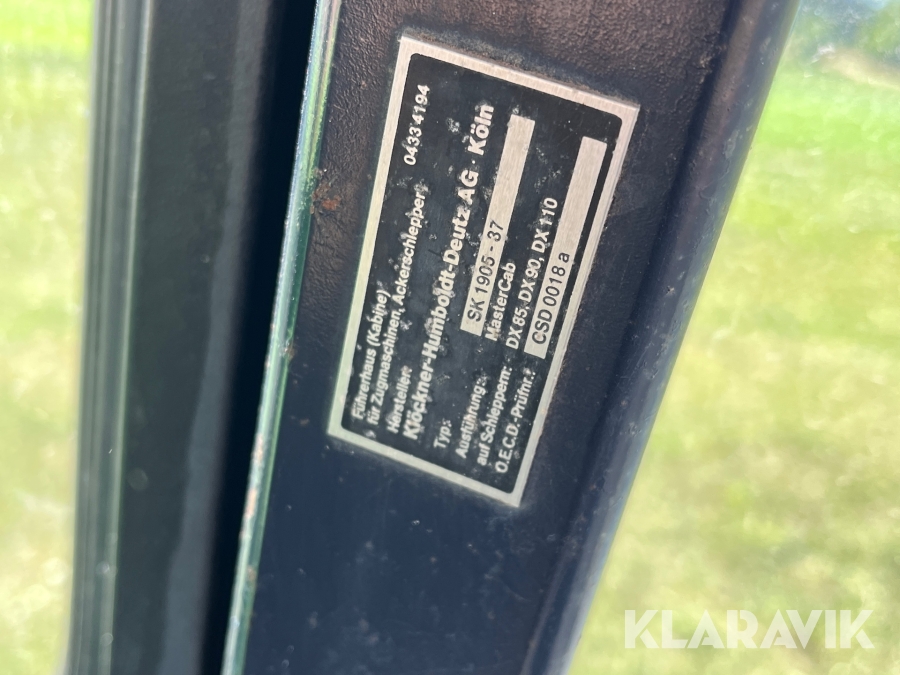 Führerhaus (Kabine)
für Zugmaschinen, Ackerschlepper 0433 4194
Hersteller:
Klöckner-Humboldt-Deutz AG · Köln
Typ: SK 1905 - 37
Ausführung: MasterCab
auf Schleppern: DX 85, DX 90, DX 110
O.E.C.D.-Prüfnr.: CSD 0018 a
KLARAVIK